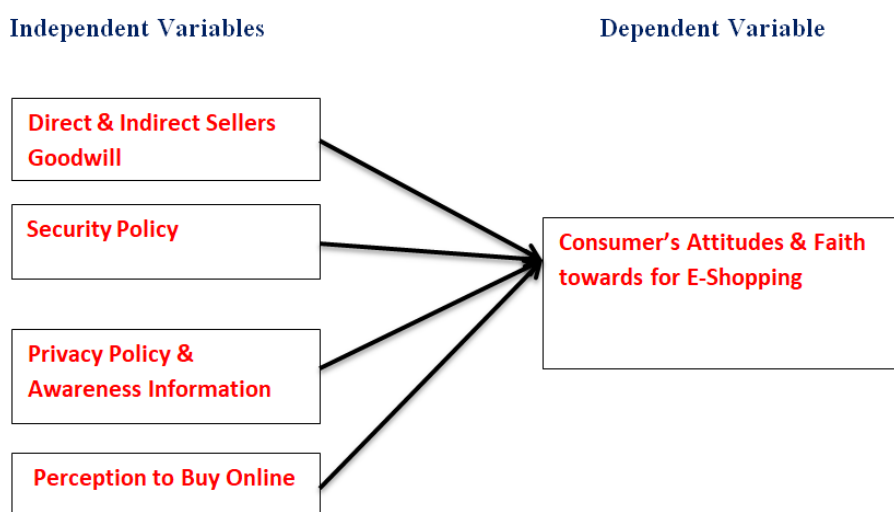 Independent Variables
Dependent Variable
Direct & Indirect Sellers
Goodwill
Security Policy
Privacy Policy &
Awareness Information
Perception to Buy Online
Consumer’s Attitudes & Faith
towards for E-Shopping